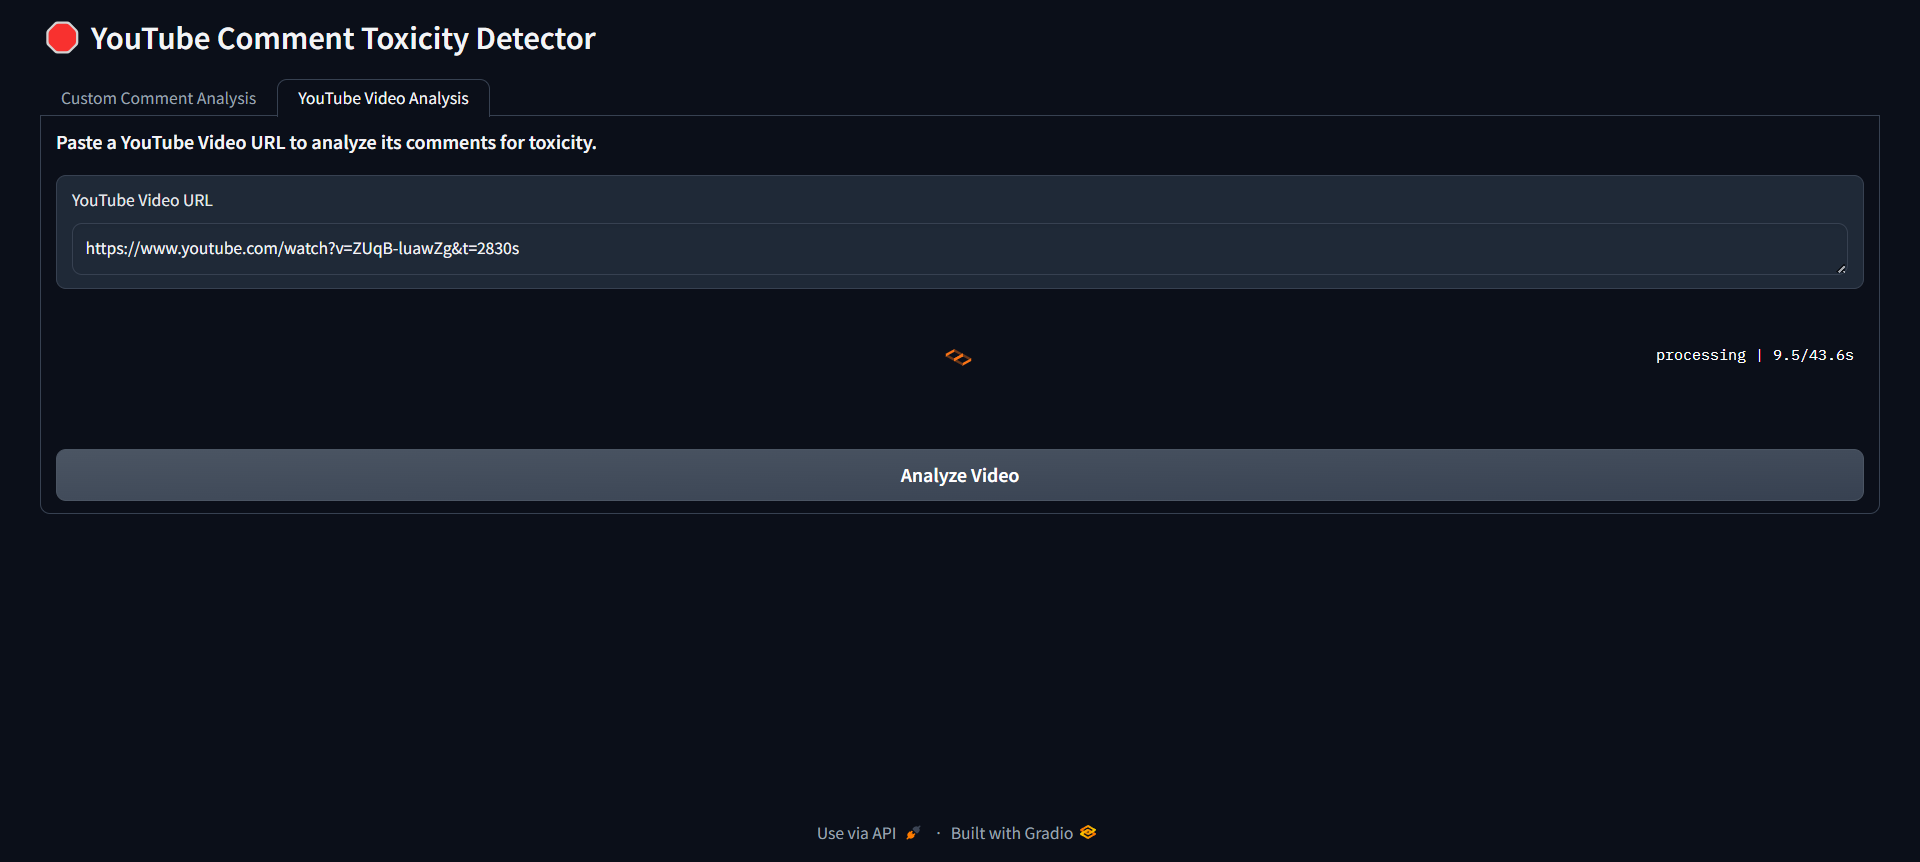 YouTube Comment Toxicity Detector
Custom Comment Analysis
YouTube Video Analysis
Paste a YouTube Video URL to analyze its comments for toxicity.
YouTube Video URL
https://www.youtube.com/watch?v=ZUqB-luawZg&t=2830s
processing | 9.5/43.6s
Analyze Video
Use via API · Built with Gradio